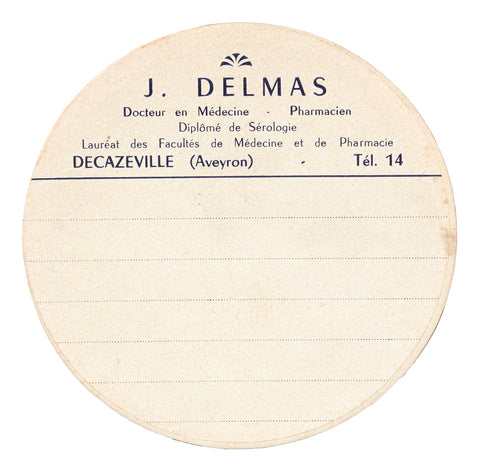 J. DELMAS
Docteur en Médecine - Pharmacien
Diplômé de Sérologie
Lauréat des Facultés de Médecine et de Pharmacie
DECAZEVILLE (Aveyron) - Tél. 14